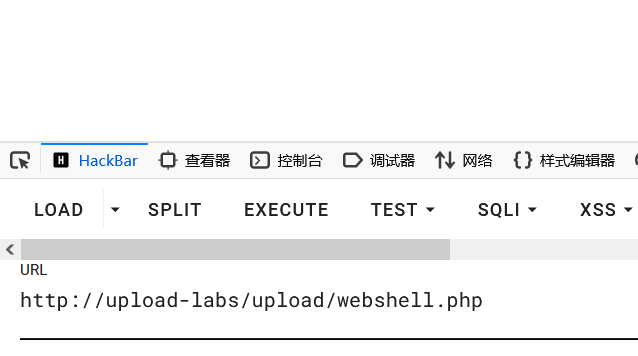 H HackBar 查看器 控制台 调试器 网络 样式编辑器
LOAD SPLIT EXECUTE TEST SQLI XSS
URL
http://upload-labs/upload/webshell.php